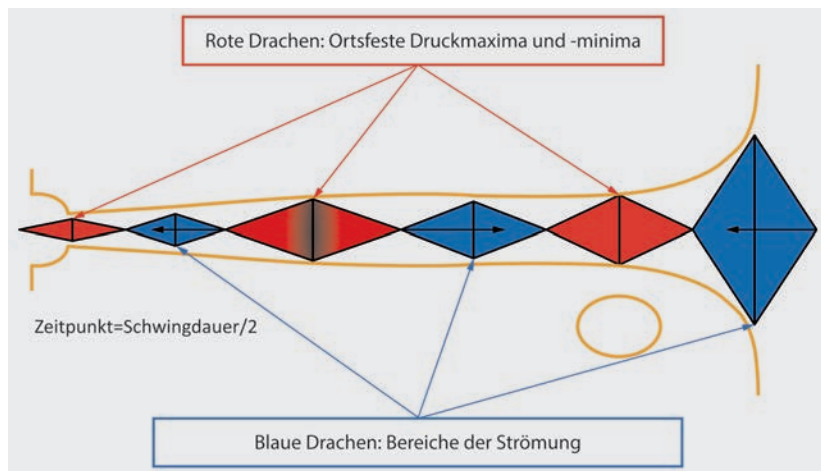 Rote Drachen: Ortsfeste Druckmaxima und -minima
Zeitpunkt=Schwingdauer/2
Blaue Drachen: Bereiche der Strömung